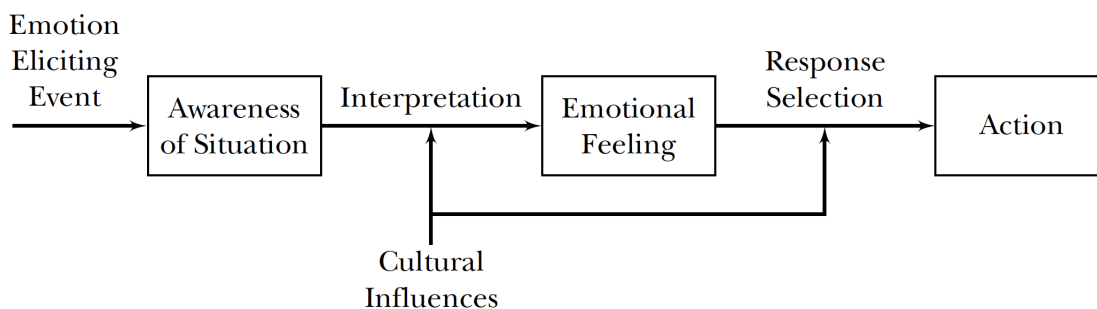 Emotion
Eliciting
Event
Awareness
of Situation
Interpretation
Emotional
Feeling
Response
Selection
Action
Cultural
Influences